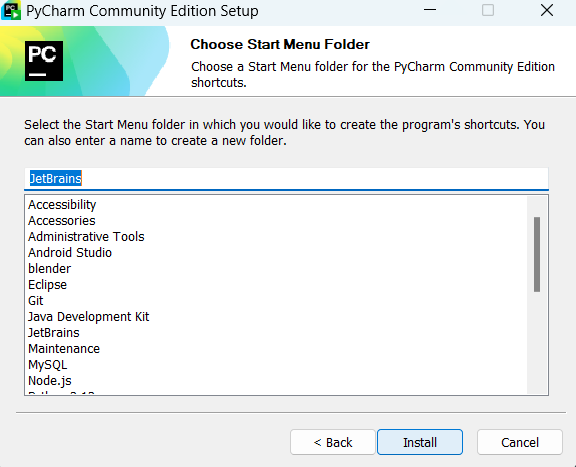 PyCharm Community Edition Setup
PC
Choose Start Menu Folder
Choose a Start Menu folder for the PyCharm Community Edition
shortcuts.
Select the Start Menu folder in which you would like to create the program's shortcuts. You
can also enter a name to create a new folder.
JetBrains
Accessibility
Accessories
Administrative Tools
Android Studio
blender
Eclipse
Git
Java Development Kit
JetBrains
Maintenance
MySQL
Node.js
< Back
Install
Cancel